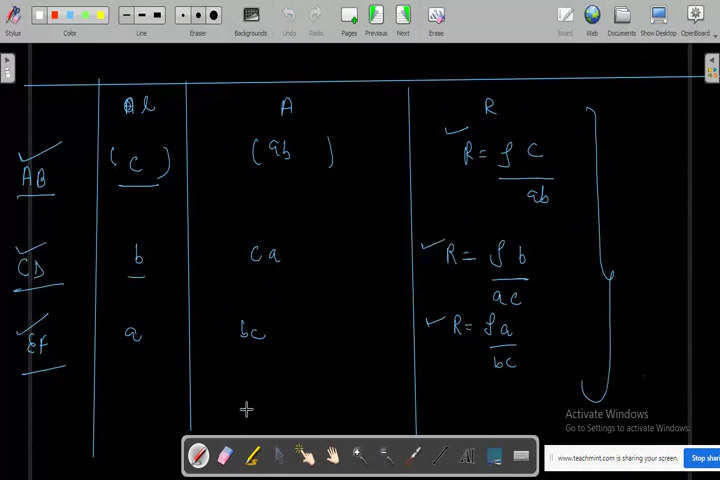 Stylus Color Line Eraser Backgrounds Undo Redo Pages Previous Next Erase Board Web Documents Show Desktop OpenBoard
l A R
AB (c) (ab) R = ρ c / ab
CD b ca R = ρ b / ac
EF a bc R = ρ a / bc
Activate Windows
Go to Settings to activate Windows.
www.teachmint.com is sharing your screen. Stop shari